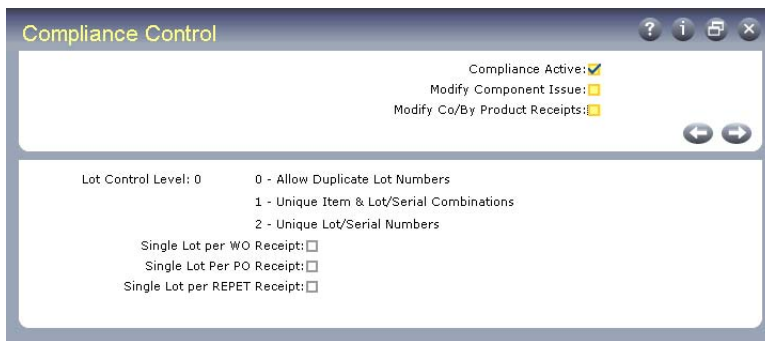 Compliance Control
Compliance Active:
Modify Component Issue:
Modify Co/By Product Receipts:
Lot Control Level: 0 0 - Allow Duplicate Lot Numbers
1 - Unique Item & Lot/Serial Combinations
2 - Unique Lot/Serial Numbers
Single Lot per WO Receipt:
Single Lot Per PO Receipt:
Single Lot per REPET Receipt: